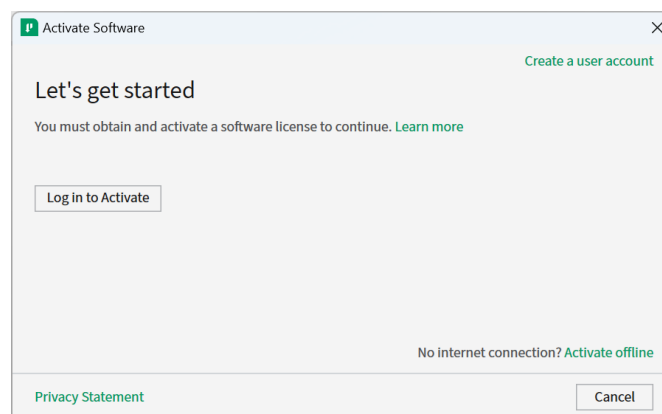 Activate Software
Create a user account
Let's get started
You must obtain and activate a software license to continue. Learn more
Log in to Activate
No internet connection? Activate offline
Privacy Statement
Cancel